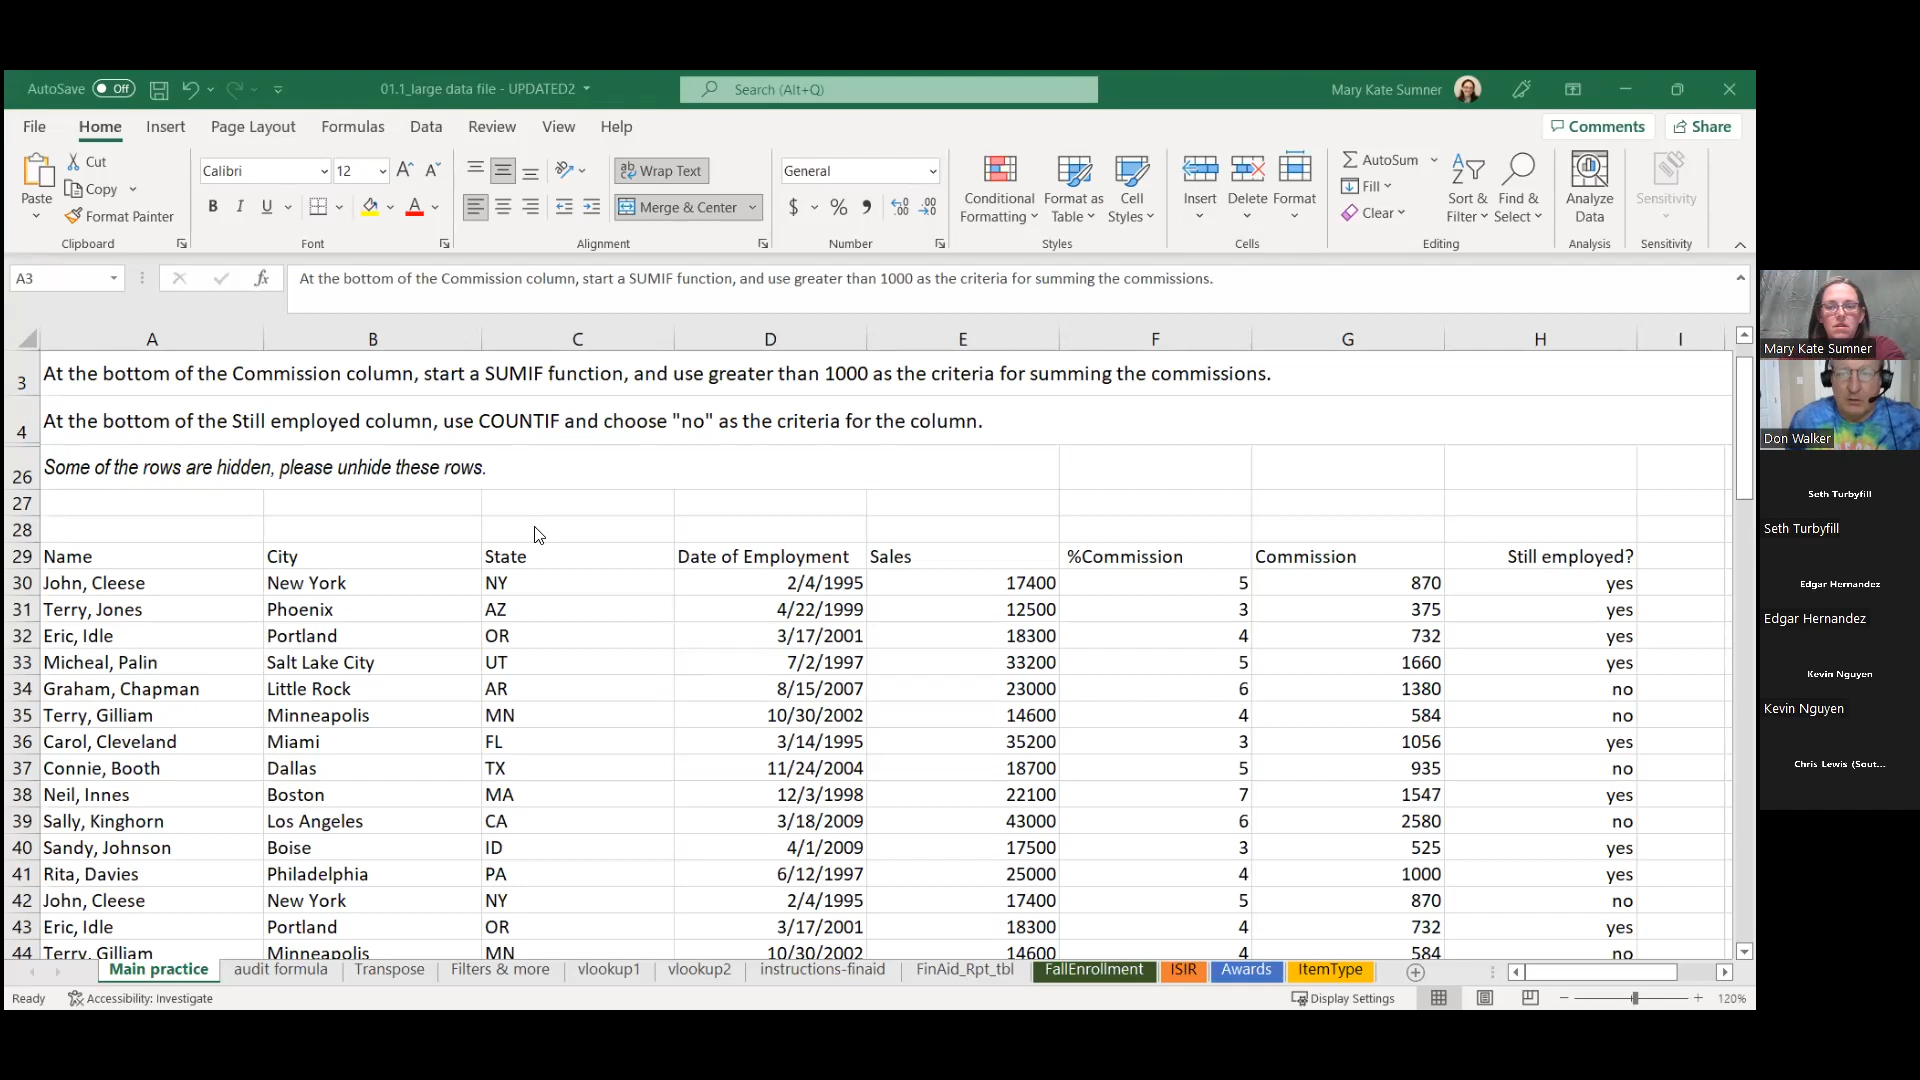 AutoSave Off 01.1_large data file - UPDATED2 Search (Alt+Q) Mary Kate Sumner
File Home Insert Page Layout Formulas Data Review View Help Comments Share
Paste Cut Copy Format Painter Clipboard
Calibri 12 B I U A Font
ab Wrap Text Merge & Center Alignment
General $ % Number
Conditional Formatting Format as Table Cell Styles Styles
Insert Delete Format Cells
AutoSum Fill Clear Sort & Filter Find & Select Editing
Analyze Data Analysis
Sensitivity Sensitivity
A3 fx At the bottom of the Commission column, start a SUMIF function, and use greater than 1000 as the criteria for summing the commissions.
A B C D E F G H I
3 At the bottom of the Commission column, start a SUMIF function, and use greater than 1000 as the criteria for summing the commissions.
4 At the bottom of the Still employed column, use COUNTIF and choose "no" as the criteria for the column.
26 Some of the rows are hidden, please unhide these rows.
27
28
29 Name City State Date of Employment Sales %Commission Commission Still employed?
30 John, Cleese New York NY 2/4/1995 17400 5 870 yes
31 Terry, Jones Phoenix AZ 4/22/1999 12500 3 375 yes
32 Eric, Idle Portland OR 3/17/2001 18300 4 732 yes
33 Micheal, Palin Salt Lake City UT 7/2/1997 33200 5 1660 yes
34 Graham, Chapman Little Rock AR 8/15/2007 23000 6 1380 no
35 Terry, Gilliam Minneapolis MN 10/30/2002 14600 4 584 no
36 Carol, Cleveland Miami FL 3/14/1995 35200 3 1056 yes
37 Connie, Booth Dallas TX 11/24/2004 18700 5 935 no
38 Neil, Innes Boston MA 12/3/1998 22100 7 1547 yes
39 Sally, Kinghorn Los Angeles CA 3/18/2009 43000 6 2580 no
40 Sandy, Johnson Boise ID 4/1/2009 17500 3 525 yes
41 Rita, Davies Philadelphia PA 6/12/1997 25000 4 1000 yes
42 John, Cleese New York NY 2/4/1995 17400 5 870 no
43 Eric, Idle Portland OR 3/17/2001 18300 4 732 yes
44 Terry, Gilliam Minneapolis MN 10/30/2002 14600 4 584 no
Main practice audit formula Transpose Filters & more vlookup1 vlookup2 instructions-finaid FinAid_Rpt_tbl FallEnrollment ISIR Awards ItemType
Ready Accessibility: Investigate Display Settings 120%
Mary Kate Sumner
Don Walker
Seth Turbyfill
Seth Turbyfill
Edgar Hernandez
Edgar Hernandez
Kevin Nguyen
Kevin Nguyen
Chris Lewis (Sout...